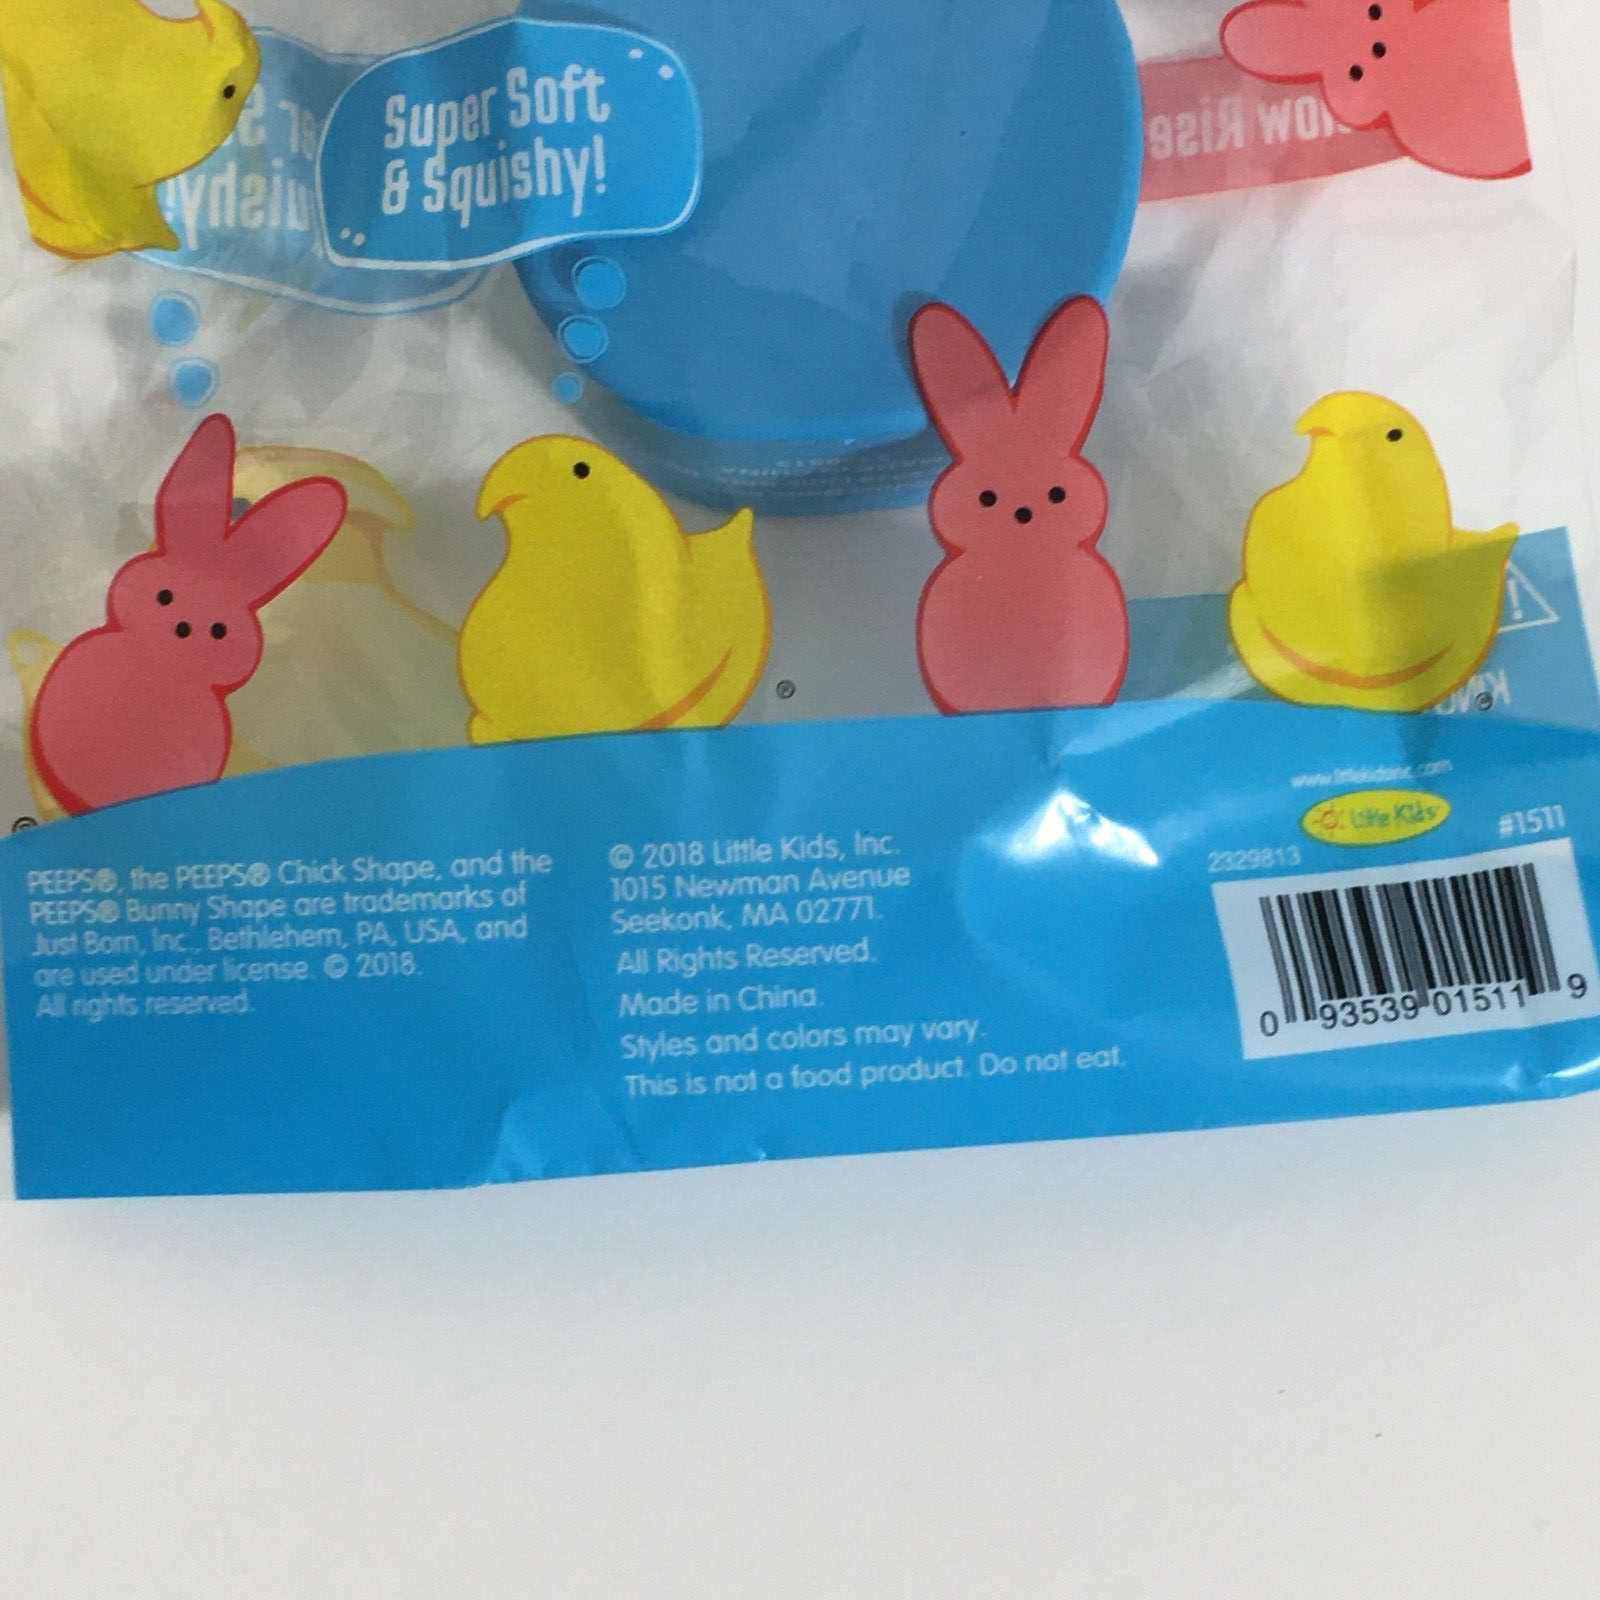 Super Soft
& Squishy!
PEEPS®, the PEEPS® Chick Shape, and the
PEEPS® Bunny Shape are trademarks of
Just Born, Inc., Bethlehem, PA, USA, and
are used under license. © 2018.
All rights reserved.
© 2018 Little Kids, Inc.
1015 Newman Avenue
Seekonk, MA 02771.
All Rights Reserved.
Made in China.
Styles and colors may vary.
This is not a food product. Do not eat.
www.littlekidsinc.com
Little Kids
#1511
2329813
0 93539 01511 9